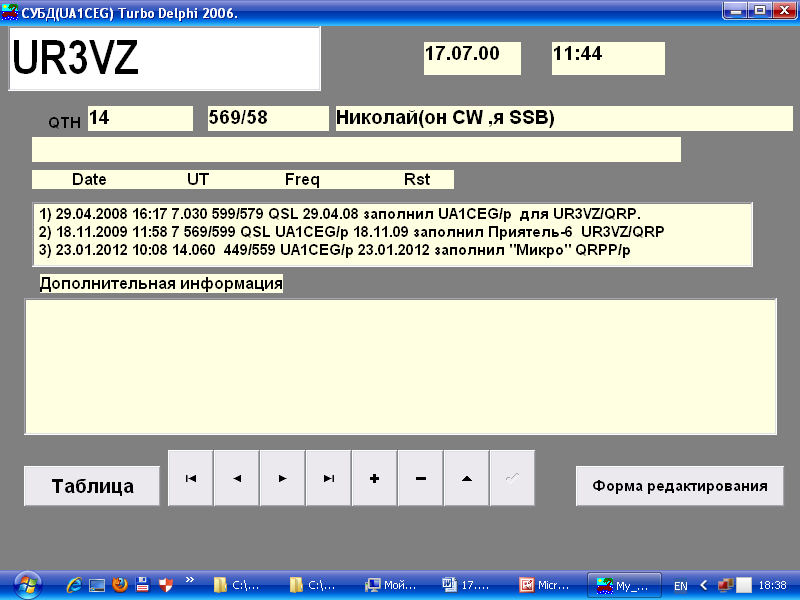 СУБД(UA1CEG) Turbo Delphi 2006.
UR3VZ
17.07.00 11:44
QTH 14 569/58 Николай(он CW ,я SSB)
Date UT Freq Rst
1) 29.04.2008 16:17 7.030 599/579 QSL 29.04.08 заполнил UA1CEG/p для UR3VZ/QRP.
2) 18.11.2009 11:58 7 569/599 QSL UA1CEG/p 18.11.09 заполнил Приятель-6 UR3VZ/QRP
3) 23.01.2012 10:08 14.060 449/559 UA1CEG/p 23.01.2012 заполнил "Микро" QRPP/p
Дополнительная информация
Таблица Форма редактирования
C:\... C:\... Мой... 17.... Micr... My_... EN 18:38